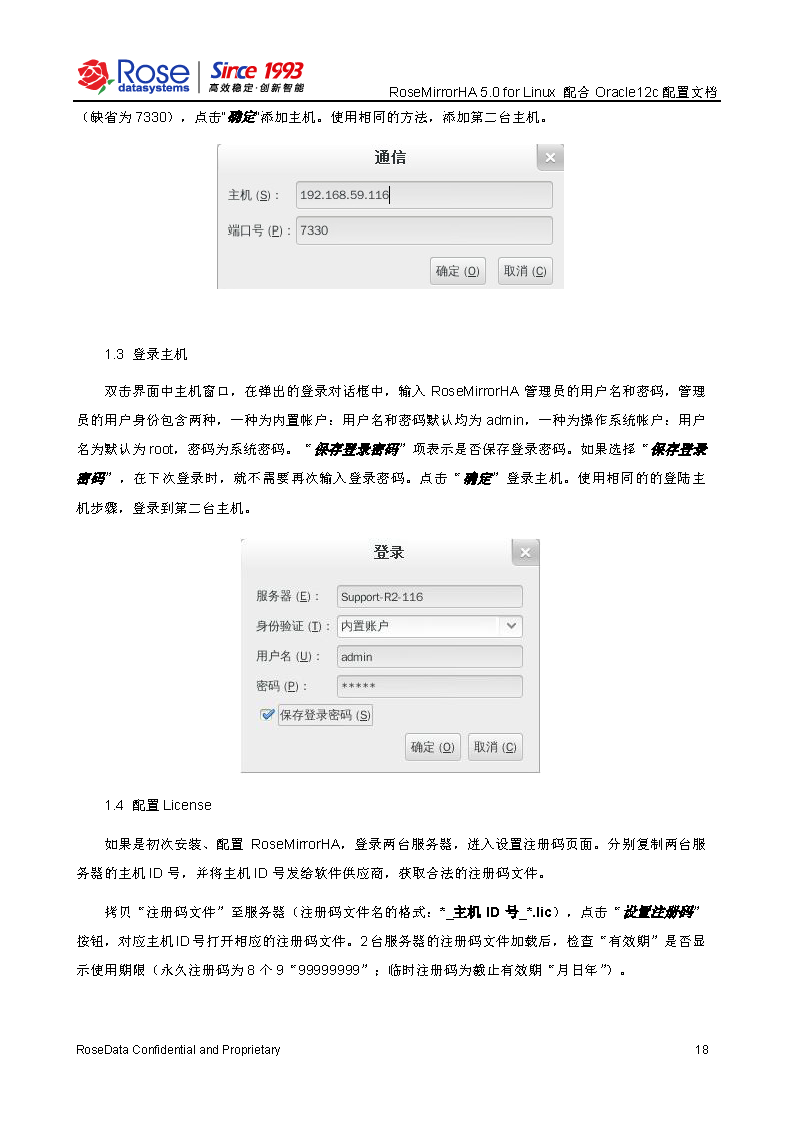 Rose
datasystems
Since 1993
高效稳定·创新智能
RoseMirrorHA 5.0 for Linux 配合 Oracle12c 配置文档
（缺省为 7330），点击“确定”添加主机。使用相同的方法，添加第二台主机。
通信
主机 (S)： 192.168.59.116
端口号 (P)： 7330
确定 (O) 取消 (C)
1.3 登录主机
双击界面中主机窗口，在弹出的登录对话框中，输入 RoseMirrorHA 管理员的用户名和密码，管理
员的用户身份包含两种，一种为内置帐户：用户名和密码默认均为 admin，一种为操作系统帐户：用户
名为默认为 root，密码为系统密码。“保存登录密码”项表示是否保存登录密码。如果选择“保存登录
密码”，在下次登录时，就不需要再次输入登录密码。点击“确定”登录主机。使用相同的的登陆主
机步骤，登录到第二台主机。
登录
服务器 (E)： Support-R2-116
身份验证 (T)： 内置账户
用户名 (U)： admin
密码 (P)： *****
保存登录密码 (S)
确定 (O) 取消 (C)
1.4 配置 License
如果是初次安装、配置 RoseMirrorHA，登录两台服务器，进入设置注册码页面。分别复制两台服
务器的主机 ID 号，并将主机 ID 号发给软件供应商，获取合法的注册码文件。
拷贝“注册码文件”至服务器（注册码文件名的格式：*_主机 ID 号_*.lic），点击“设置注册码”
按钮，对应主机 ID 号打开相应的注册码文件。2 台服务器的注册码文件加载后，检查“有效期”是否显
示使用期限（永久注册码为 8 个 9“99999999”；临时注册码为截止有效期“月日年”）。
RoseData Confidential and Proprietary 18